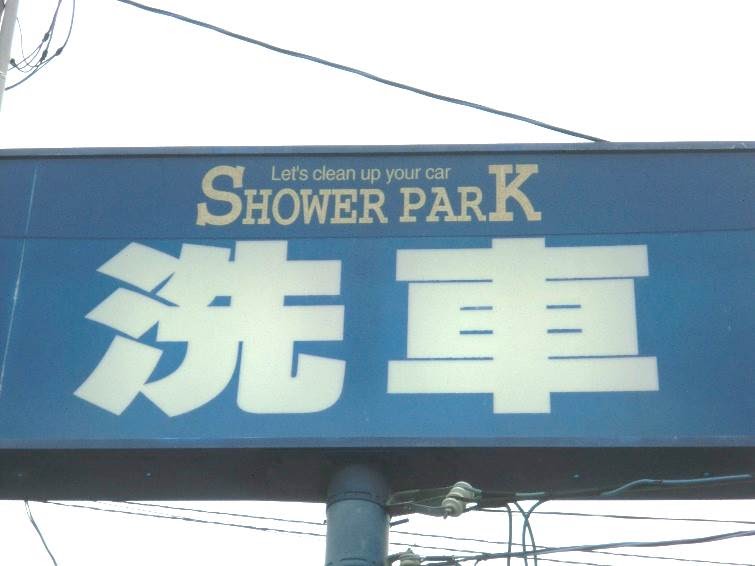 Let's clean up your car
SHOWER PARK
洗車